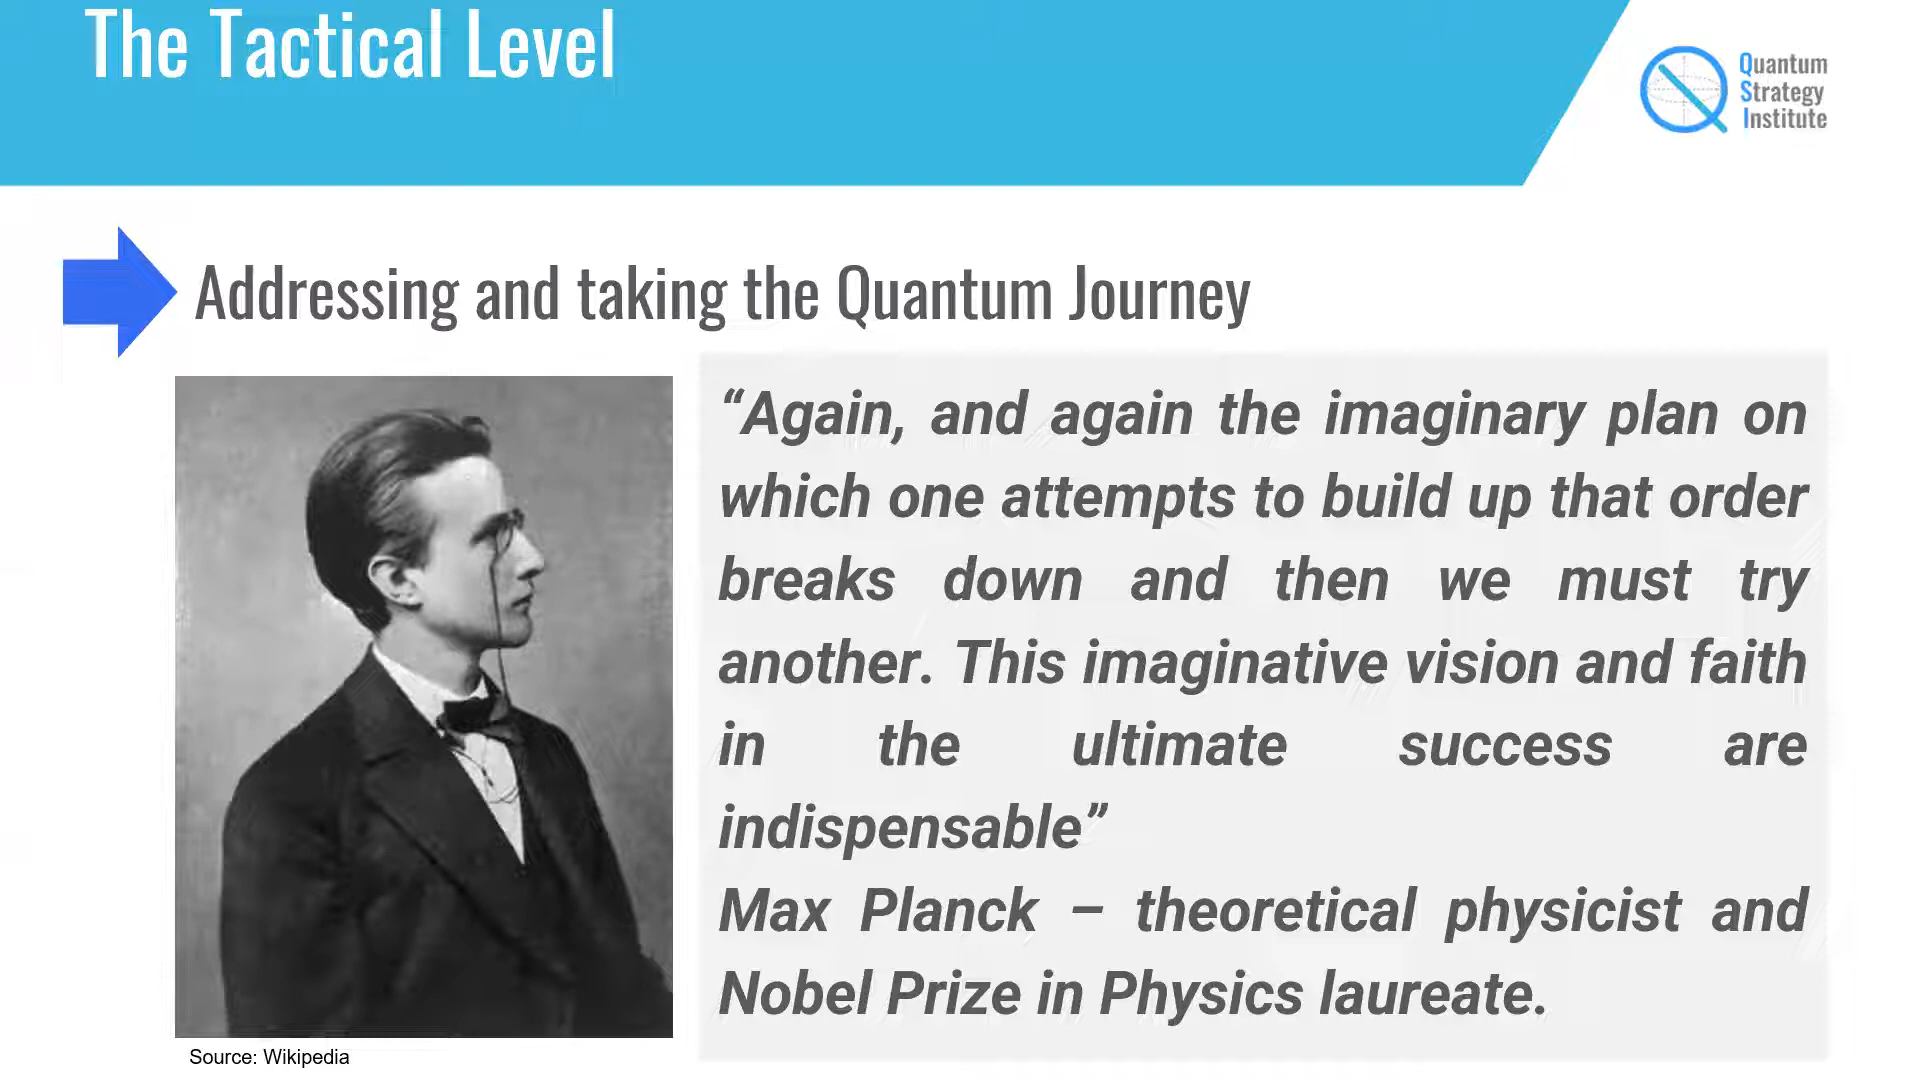 The Tactical Level
Quantum
Strategy
Institute
Addressing and taking the Quantum Journey
“Again, and again the imaginary plan on
which one attempts to build up that order
breaks down and then we must try
another. This imaginative vision and faith
in the ultimate success are
indispensable”
Max Planck – theoretical physicist and
Nobel Prize in Physics laureate.
Source: Wikipedia